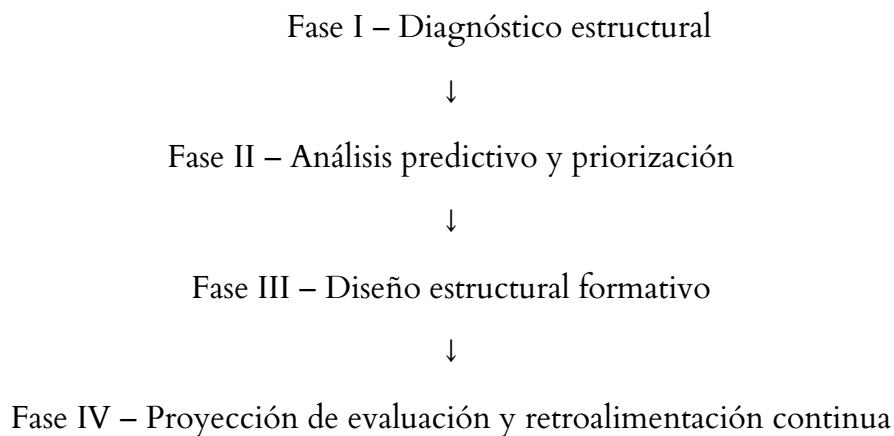 Fase I – Diagnóstico estructural
↓
Fase II – Análisis predictivo y priorización
↓
Fase III – Diseño estructural formativo
↓
Fase IV – Proyección de evaluación y retroalimentación continua